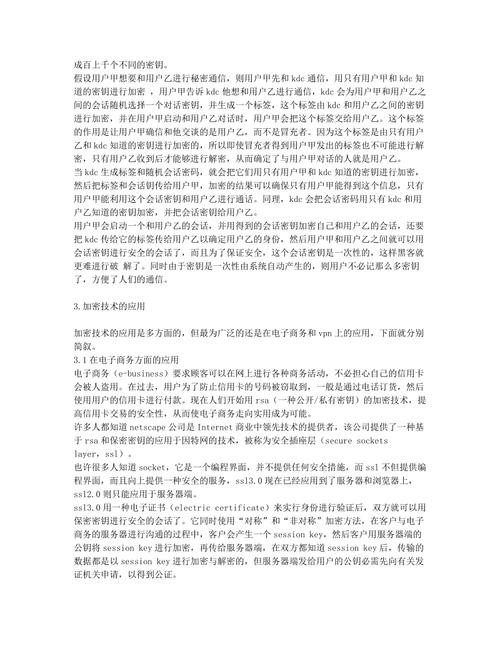 成百上千个不同的密钥。
假设用户甲想要和用户乙进行秘密通信，则用户甲先和 kdc 通信，用只有用户甲和 kdc 知
道的密钥进行加密 ，用户甲告诉 kdc 他想和用户乙进行通信，kdc 会为用户甲和用户乙之
间的会话随机选择一个对话密钥，并生成一个标签，这个标签由 kdc 和用户乙之间的密钥
进行加密，并在用户甲启动和用户乙对话时，用户甲会把这个标签交给用户乙。这个标签
的作用是让用户甲确信和他交谈的是用户乙，而不是冒充者。因为这个标签是由只有用户
乙和 kdc 知道的密钥进行加密的，所以即使冒充者得到用户甲发出的标签也不可能进行解
密，只有用户乙收到后才能够进行解密，从而确定了与用户甲对话的人就是用户乙。
当 kdc 生成标签和随机会话密码，就会把它们用只有用户甲和 kdc 知道的密钥进行加密，
然后把标签和会话钥传给用户甲，加密的结果可以确保只有用户甲能得到这个信息，只有
用户甲能利用这个会话密钥和用户乙进行通话。同理，kdc 会把会话密码用只有 kdc 和用
户乙知道的密钥加密，并把会话密钥给用户乙。
用户甲会启动一个和用户乙的会话，并用得到的会话密钥加密自己和用户乙的会话，还要
把 kdc 传给它的标签传给用户乙以确定用户乙的身份，然后用户甲和用户乙之间就可以用
会话密钥进行安全的会话了，而且为了保证安全，这个会话密钥是一次性的，这样黑客就
更难进行破 解了。同时由于密钥是一次性由系统自动产生的，则用户不必记那么多密钥
了，方便了人们的通信。
3.加密技术的应用
加密技术的应用是多方面的，但最为广泛的还是在电子商务和 vpn 上的应用，下面就分别
简叙。
3.1 在电子商务方面的应用
电子商务（e-business）要求顾客可以在网上进行各种商务活动，不必担心自己的信用卡
会被人盗用。在过去，用户为了防止信用卡的号码被窃取到，一般是通过电话订货，然后
使用用户的信用卡进行付款。现在人们开始用 rsa（一种公开/私有密钥）的加密技术，提
高信用卡交易的安全性，从而使电子商务走向实用成为可能。
许多人都知道 netscape 公司是 Internet 商业中领先技术的提供者，该公司提供了一种基
于 rsa 和保密密钥的应用于因特网的技术，被称为安全插座层（secure sockets
layer,ssl）。
也许很多人知道 socket，它是一个编程界面，并不提供任何安全措施，而 ssl 不但提供编
程界面，而且向上提供一种安全的服务，ssl3.0 现在已经应用到了服务器和浏览器上，
ssl2.0 则只能应用于服务器端。
ssl3.0 用一种电子证书（electric certificate）来实行身份进行验证后，双方就可以用
保密密钥进行安全的会话了。它同时使用“对称”和“非对称”加密方法，在客户与电子
商务的服务器进行沟通的过程中，客户会产生一个 session key，然后客户用服务器端的
公钥将 session key 进行加密，再传给服务器端，在双方都知道 session key 后，传输的
数据都是以 session key 进行加密与解密的，但服务器端发给用户的公钥必需先向有关发
证机关申请，以得到公证。